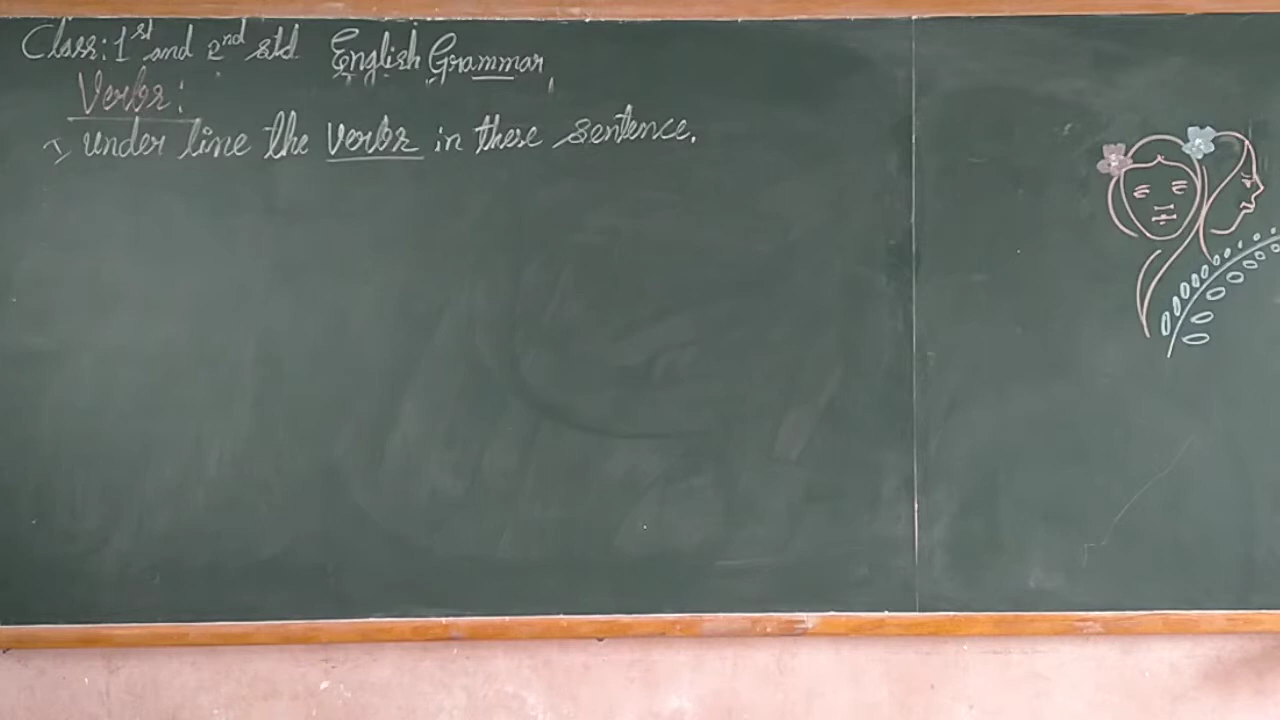 Class: 1st and 2nd std English Grammar
Verbs:
I under line the verbs in these sentence.